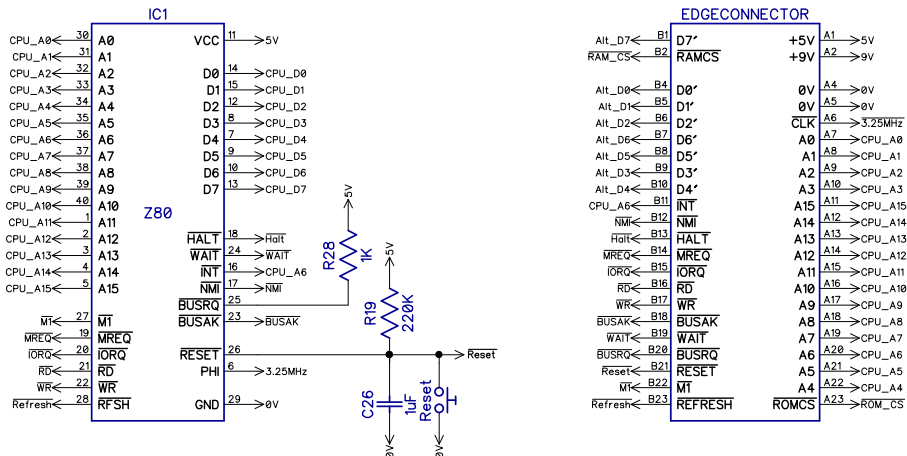 IC1
CPU_A0 30 A0 VCC 11 5V
CPU_A1 31 A1
CPU_A2 32 A2 D0 14 CPU_D0
CPU_A3 33 A3 D1 15 CPU_D1
CPU_A4 34 A4 D2 12 CPU_D2
CPU_A5 35 A5 D3 8 CPU_D3
CPU_A6 36 A6 D4 7 CPU_D4
CPU_A7 37 A7 D5 9 CPU_D5
CPU_A8 38 A8 D6 10 CPU_D6
CPU_A9 39 A9 D7 13 CPU_D7
CPU_A10 40 A10
Z80
CPU_A11 1 A11
CPU_A12 2 A12 HALT 18 Halt
CPU_A13 3 A13 WAIT 24 WAIT
CPU_A14 4 A14 INT 16 CPU_A6
CPU_A15 5 A15 NMI 17 NMI
BUSRQ 25
M1 27 M1 BUSAK 23 BUSAK
MREQ 19 MREQ
IORQ 20 IORQ RESET 26 Reset
RD 21 RD PHI 6 3.25MHz
WR 22 WR
Refresh 28 RFSH GND 29 0V
5V
R28
1K
5V
R19
220K
C26
1uF
0V
Reset
0V
EDGECONNECTOR
Alt_D7 B1 D7' +5V A1 5V
RAM_CS B2 RAMCS +9V A2 9V
Alt_D0 B4 D0' 0V A4 0V
Alt_D1 B5 D1' 0V A5 0V
Alt_D2 B6 D2' CLK A6 3.25MHz
Alt_D6 B7 D6' A0 A7 CPU_A0
Alt_D5 B8 D5' A1 A8 CPU_A1
Alt_D3 B9 D3' A2 A9 CPU_A2
Alt_D4 B10 D4' A3 A10 CPU_A3
CPU_A6 B11 INT A15 A11 CPU_A15
NMI B12 NMI A14 A12 CPU_A14
Halt B13 HALT A13 A13 CPU_A13
MREQ B14 MREQ A12 A14 CPU_A12
IORQ B15 IORQ A11 A15 CPU_A11
RD B16 RD A10 A16 CPU_A10
WR B17 WR A9 A17 CPU_A9
BUSAK B18 BUSAK A8 A18 CPU_A8
WAIT B19 WAIT A7 A19 CPU_A7
BUSRQ B20 BUSRQ A6 A20 CPU_A6
Reset B21 RESET A5 A21 CPU_A5
M1 B22 M1 A4 A22 CPU_A4
Refresh B23 REFRESH ROMCS A23 ROM_CS